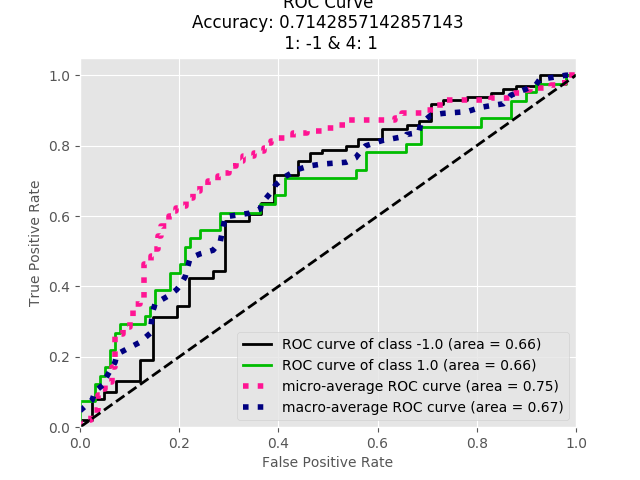 ROC Curve
Accuracy: 0.7142857142857143
1: -1 & 4: 1
True Positive Rate
1.0
0.8
0.6
0.4
0.2
0.0
ROC curve of class -1.0 (area = 0.66)
ROC curve of class 1.0 (area = 0.66)
micro-average ROC curve (area = 0.75)
macro-average ROC curve (area = 0.67)
0.0 0.2 0.4 0.6 0.8 1.0
False Positive Rate